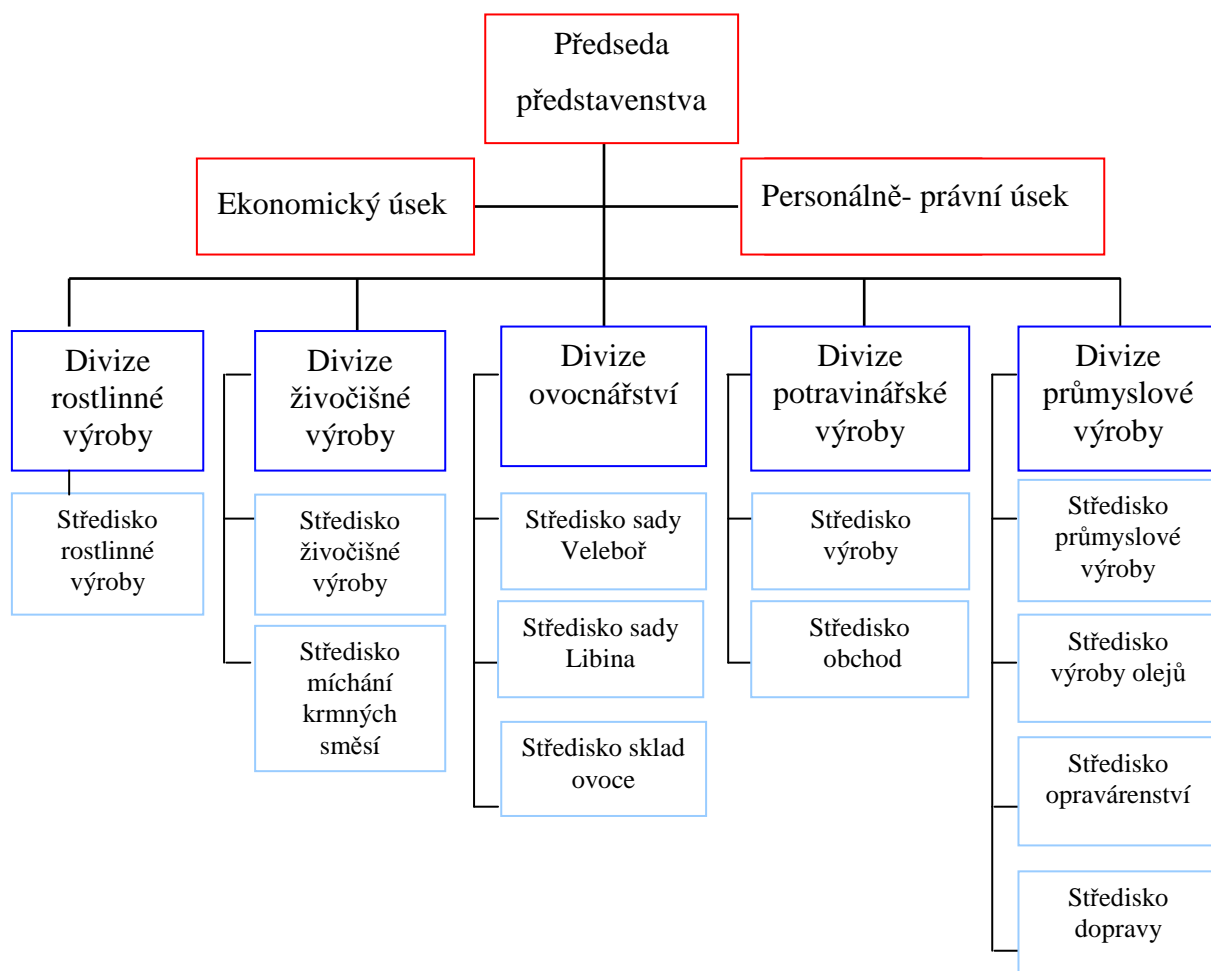 Předseda
představenstva
Ekonomický úsek
Personálně- právní úsek
Divize
rostlinné
výroby
Divize
živočišné
výroby
Divize
ovocnářství
Divize
potravinářské
výroby
Divize
průmyslové
výroby
Středisko
rostlinné
výroby
Středisko
živočišné
výroby
Středisko
míchání
krmných
směsí
Středisko sady
Veleboř
Středisko sady
Libina
Středisko sklad
ovoce
Středisko
výroby
Středisko
obchod
Středisko
průmyslové
výroby
Středisko
výroby olejů
Středisko
opravárenství
Středisko
dopravy